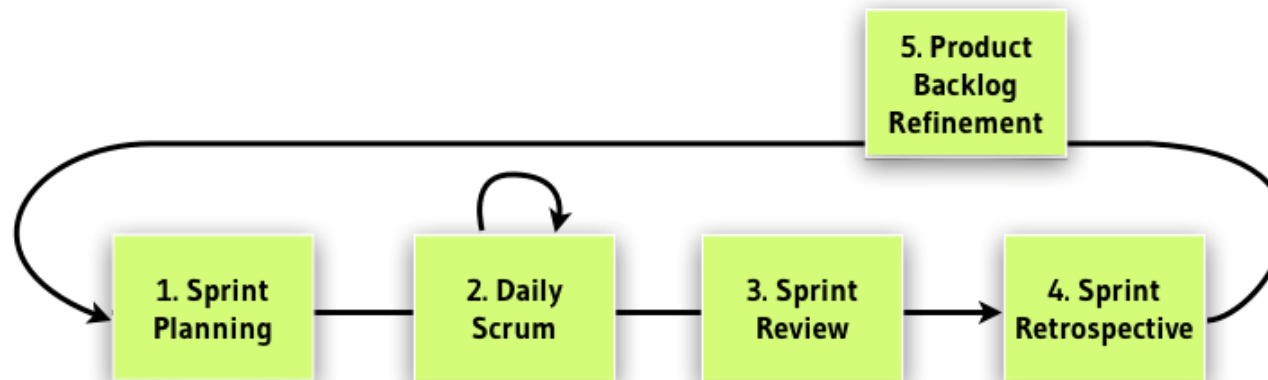 5. Product
Backlog
Refinement
1. Sprint
Planning
2. Daily
Scrum
3. Sprint
Review
4. Sprint
Retrospective